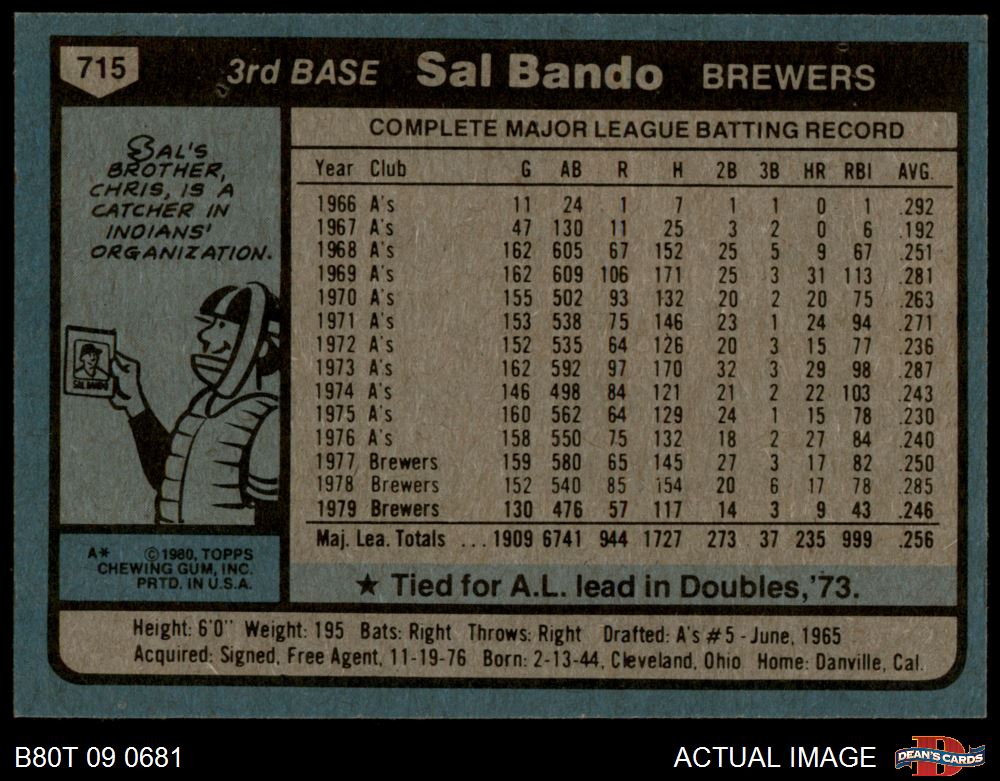 715 3rd BASE Sal Bando BREWERS
SAL'S
BROTHER,
CHRIS, IS A
CATCHER IN
INDIANS'
ORGANIZATION.
SAL BANDO
A* ©1980, TOPPS
CHEWING GUM, INC.
PRTD. IN U.S.A.
COMPLETE MAJOR LEAGUE BATTING RECORD
Year Club G AB R H 2B 3B HR RBI AVG.
1966 A's 11 24 1 7 1 1 0 1 .292
1967 A's 47 130 11 25 3 2 0 6 .192
1968 A's 162 605 67 152 25 5 9 67 .251
1969 A's 162 609 106 171 25 3 31 113 .281
1970 A's 155 502 93 132 20 2 20 75 .263
1971 A's 153 538 75 146 23 1 24 94 .271
1972 A's 152 535 64 126 20 3 15 77 .236
1973 A's 162 592 97 170 32 3 29 98 .287
1974 A's 146 498 84 121 21 2 22 103 .243
1975 A's 160 562 64 129 24 1 15 78 .230
1976 A's 158 550 75 132 18 2 27 84 .240
1977 Brewers 159 580 65 145 27 3 17 82 .250
1978 Brewers 152 540 85 154 20 6 17 78 .285
1979 Brewers 130 476 57 117 14 3 9 43 .246
Maj. Lea. Totals ... 1909 6741 944 1727 273 37 235 999 .256
★ Tied for A.L. lead in Doubles,'73.
Height: 6'0" Weight: 195 Bats: Right Throws: Right Drafted: A's #5 - June, 1965
Acquired: Signed, Free Agent, 11-19-76 Born: 2-13-44, Cleveland, Ohio Home: Danville, Cal.
B80T 09 0681 ACTUAL IMAGE DEAN'S CARDS